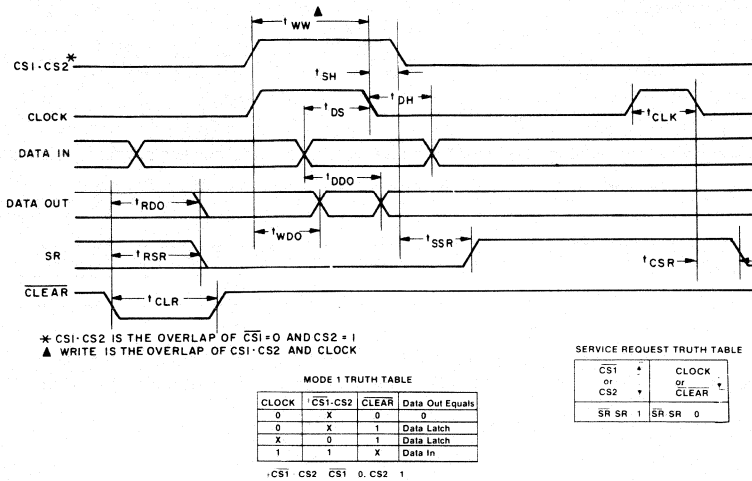 ▲
t WW
CS1·CS2*
t SH
t DH
CLOCK
t DS
t CLK
DATA IN
t DDO
DATA OUT
t RDO
t WDO
t SSR
SR
t RSR
t CSR
CLEAR
t CLR
* CS1·CS2 IS THE OVERLAP OF CS1=0 AND CS2 = 1
▲ WRITE IS THE OVERLAP OF CS1·CS2 AND CLOCK
SERVICE REQUEST TRUTH TABLE
CS1 or CS2 CLOCK or CLEAR
SR SR 1 SR SR 0
MODE 1 TRUTH TABLE
CLOCK CS1-CS2 CLEAR Data Out Equals
0 X 0 0
0 X 1 Data Latch
X 0 1 Data Latch
1 1 X Data In
CS1 CS2 CS1 0, CS2 1